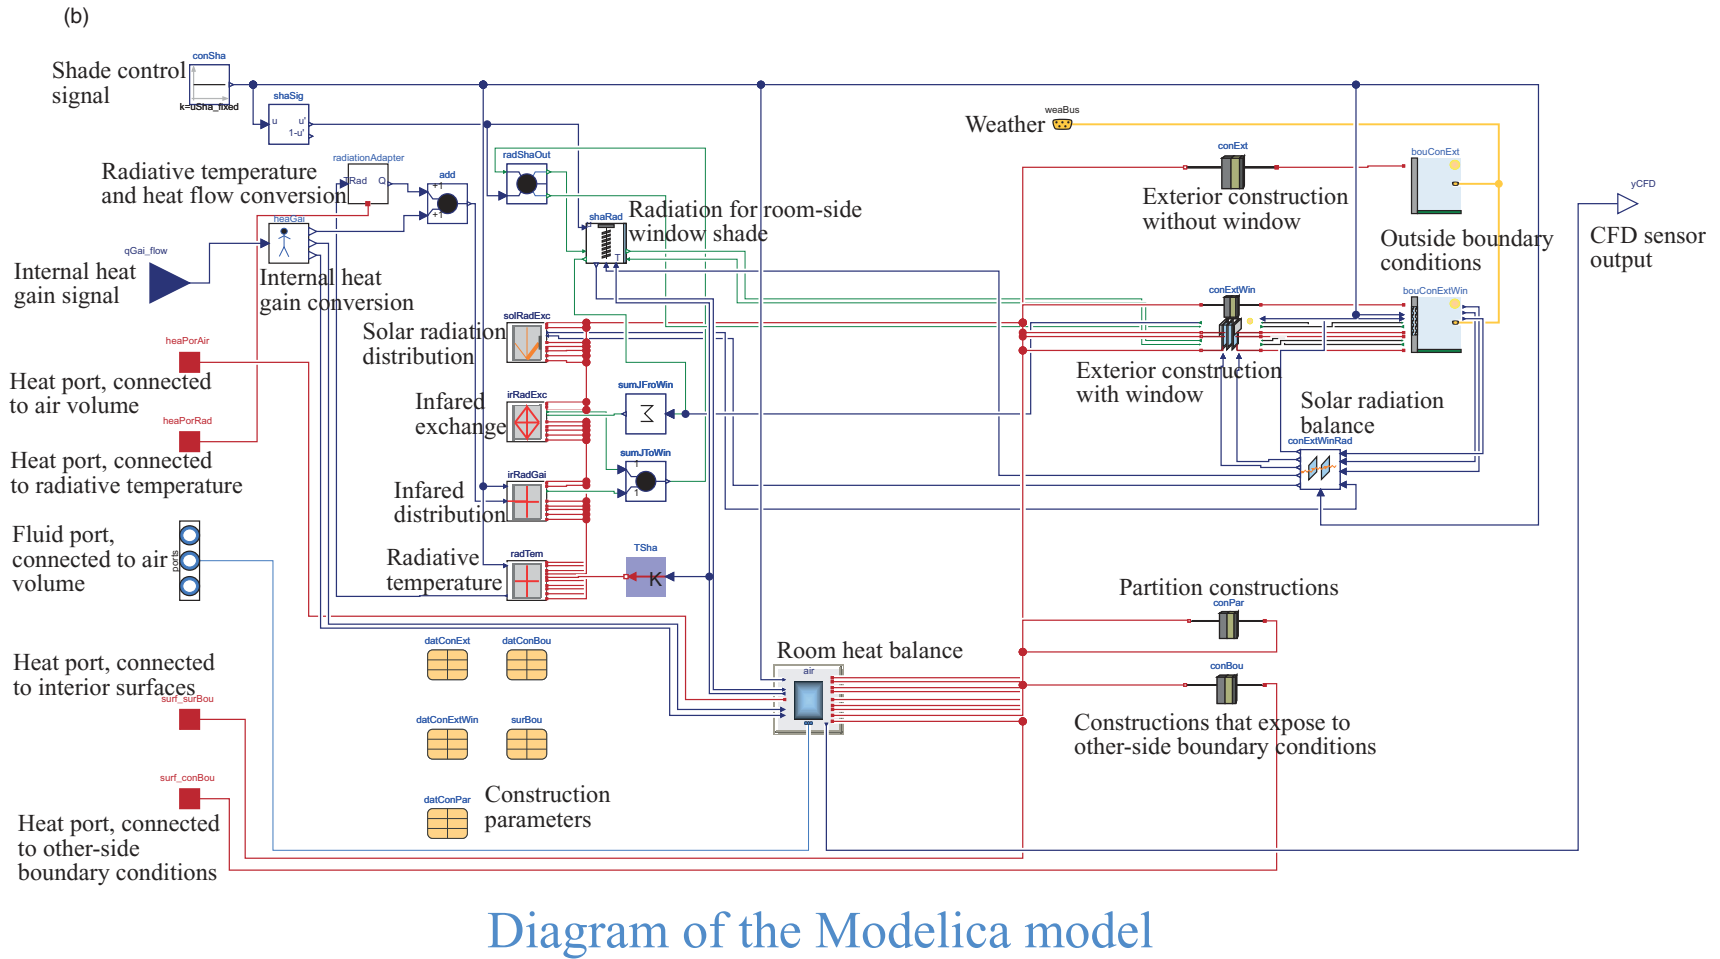 (b)
conSha
Shade control
signal
k=uSha_fixed
shaSig
u
u'
1-u'
weaBus
Weather
radiationAdapter
Radiative temperature
and heat flow conversion
TRad
Q
add
+1
+1
radShaOut
conExt
bouConExt
Exterior construction
without window
yCFD
CFD sensor
output
heaGai
shaRad
T
Radiation for room-side
window shade
Outside boundary
conditions
qGai_flow
Internal heat
gain signal
Internal heat
gain conversion
conExtWin
bouConExtWin
solRadExc
Solar radiation
distribution
heaPorAir
Heat port, connected
to air volume
Exterior construction
with window
irRadExc
Infared
exchange
sumJFroWin
Σ
Solar radiation
balance
conExtWinRad
heaPorRad
Heat port, connected
to radiative temperature
irRadGai
Infared
distribution
sumJToWin
1
1
Fluid port,
connected to air
volume
ports
radTem
Radiative
temperature
TSha
K
Partition constructions
conPar
datConExt
datConBou
Room heat balance
air
conBou
Heat port, connected
to interior surfaces
surf_surBou
datConExtWin
surBou
Constructions that expose to
other-side boundary conditions
surf_conBou
Heat port, connected
to other-side
boundary conditions
datConPar
Construction
parameters
Diagram of the Modelica model